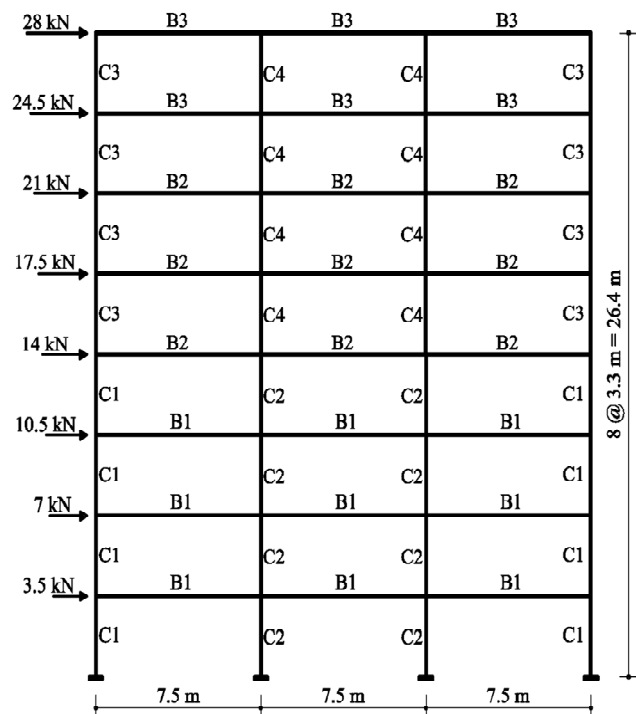 28 kN B3 B3 B3
C3 C4 C4 C3
24.5 kN B3 B3 B3
C3 C4 C4 C3
21 kN B2 B2 B2
C3 C4 C4 C3
17.5 kN B2 B2 B2
C3 C4 C4 C3
14 kN B2 B2 B2
C1 C2 C2 C1
10.5 kN B1 B1 B1
C1 C2 C2 C1
7 kN B1 B1 B1
C1 C2 C2 C1
3.5 kN B1 B1 B1
C1 C2 C2 C1
7.5 m 7.5 m 7.5 m
8 @ 3.3 m = 26.4 m